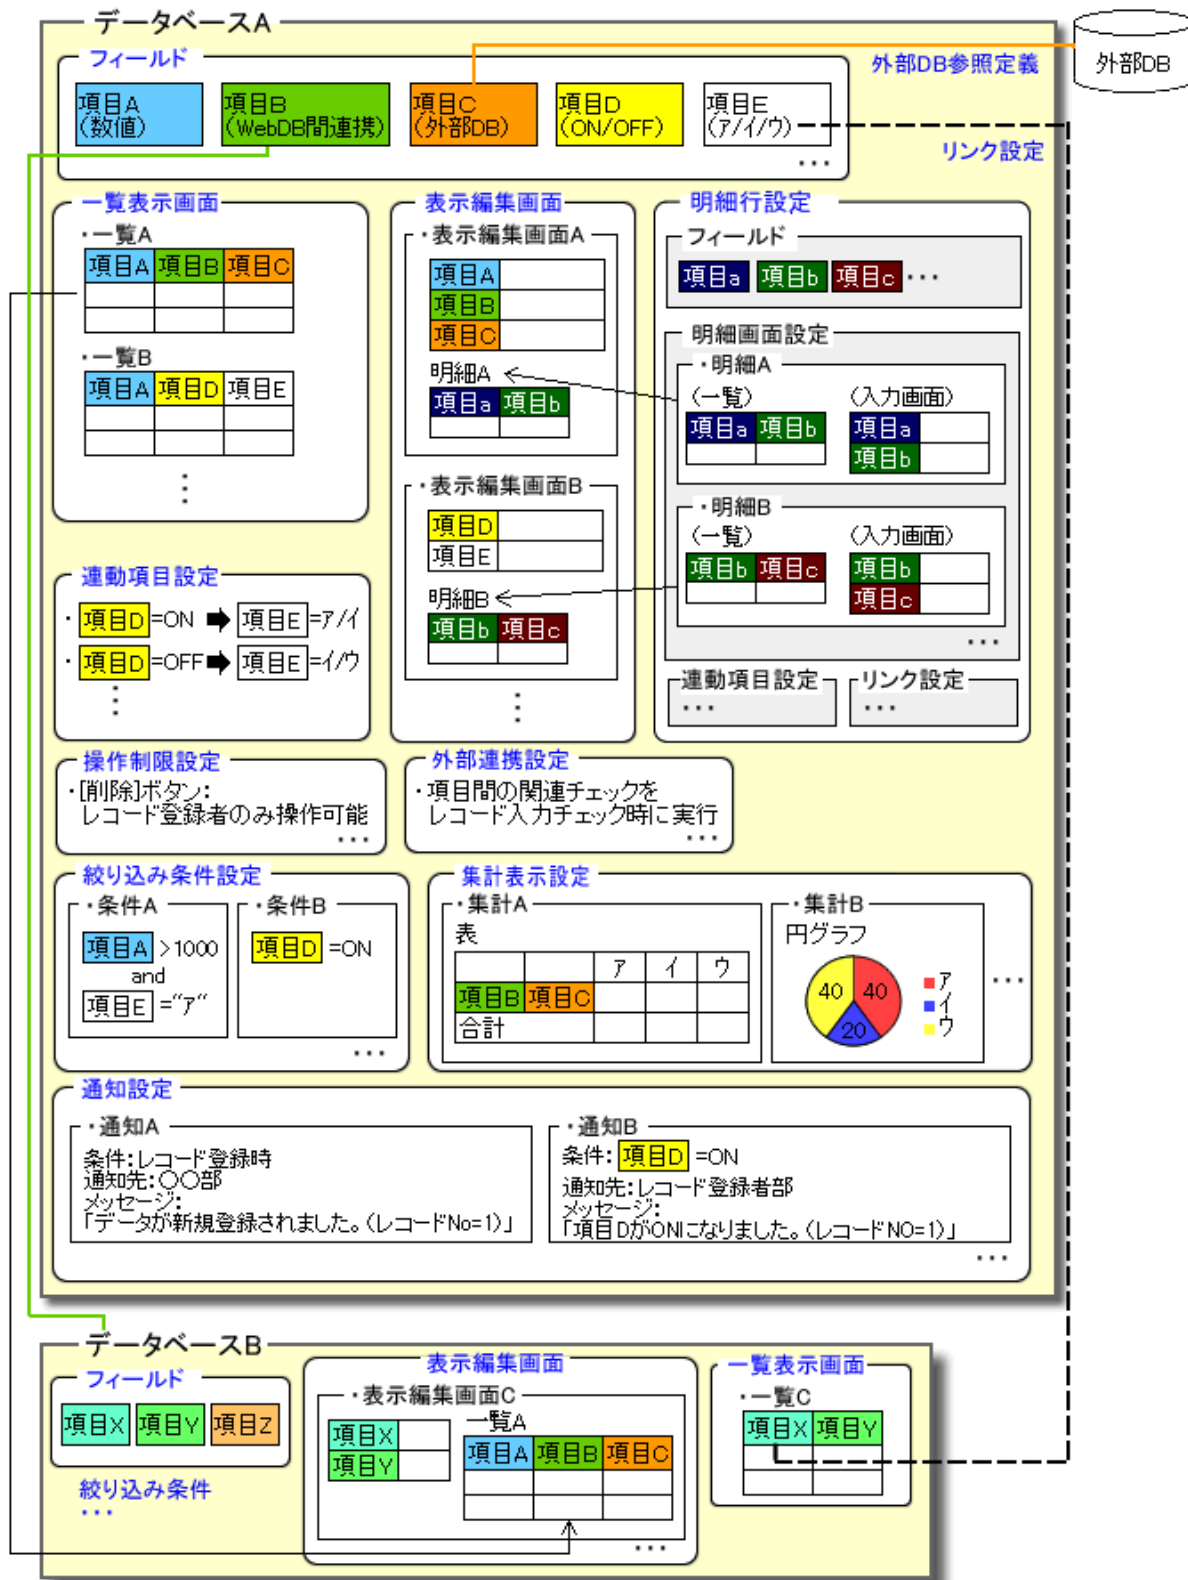 データベースA
外部DB
フィールド
外部DB参照定義
項目A
(数値)
項目B
(WebDB間連携)
項目C
(外部DB)
項目D
(ON/OFF)
項目E
(ア/イ/ウ)
・・・
リンク設定
一覧表示画面
・一覧A
項目A 項目B 項目C
・一覧B
項目A 項目D 項目E
・・・
表示編集画面
・表示編集画面A
項目A
項目B
項目C
明細A
項目a 項目b
・表示編集画面B
項目D
項目E
明細B
項目b 項目c
・・・
明細行設定
フィールド
項目a 項目b 項目c ・・・
明細画面設定
・明細A
(一覧) (入力画面)
項目a 項目b
項目a
項目b
・明細B
(一覧) (入力画面)
項目b 項目c
項目b
項目c
・・・
連動項目設定
・・・
リンク設定
・・・
連動項目設定
・項目D=ON ➡ 項目E=ア/イ
・項目D=OFF ➡ 項目E=イ/ウ
・・・
操作制限設定
・[削除]ボタン:
レコード登録者のみ操作可能
・・・
外部連携設定
・項目間の関連チェックを
レコード入力チェック時に実行
・・・
絞り込み条件設定
・条件A
項目A >1000
and
項目E ="ア"
・条件B
項目D =ON
・・・
集計表示設定
・集計A
表
ア イ ウ
項目B 項目C
合計
・集計B
円グラフ
40 40
20
ア
イ
ウ
・・・
通知設定
・通知A
条件:レコード登録時
通知先:〇〇部
メッセージ:
「データが新規登録されました。(レコードNo=1)」
・通知B
条件: 項目D =ON
通知先:レコード登録者部
メッセージ:
「項目DがONになりました。(レコードNO=1)」
・・・
データベースB
フィールド
項目X 項目Y 項目Z
絞り込み条件
・・・
表示編集画面
・表示編集画面C
項目X
項目Y
一覧A
項目A 項目B 項目C
・・・
一覧表示画面
・一覧C
項目X 項目Y